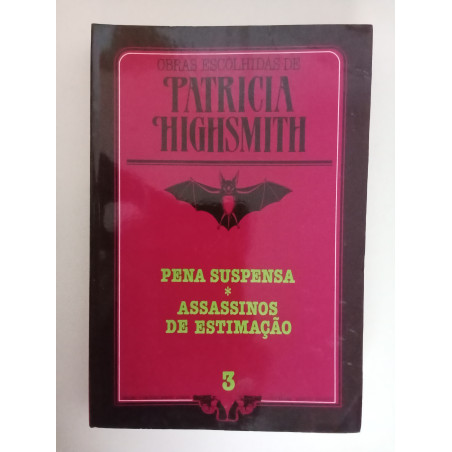 OBRAS ESCOLHIDAS DE
PATRICIA
HIGHSMITH
PENA SUSPENSA
*
ASSASSINOS
DE ESTIMAÇÃO
3